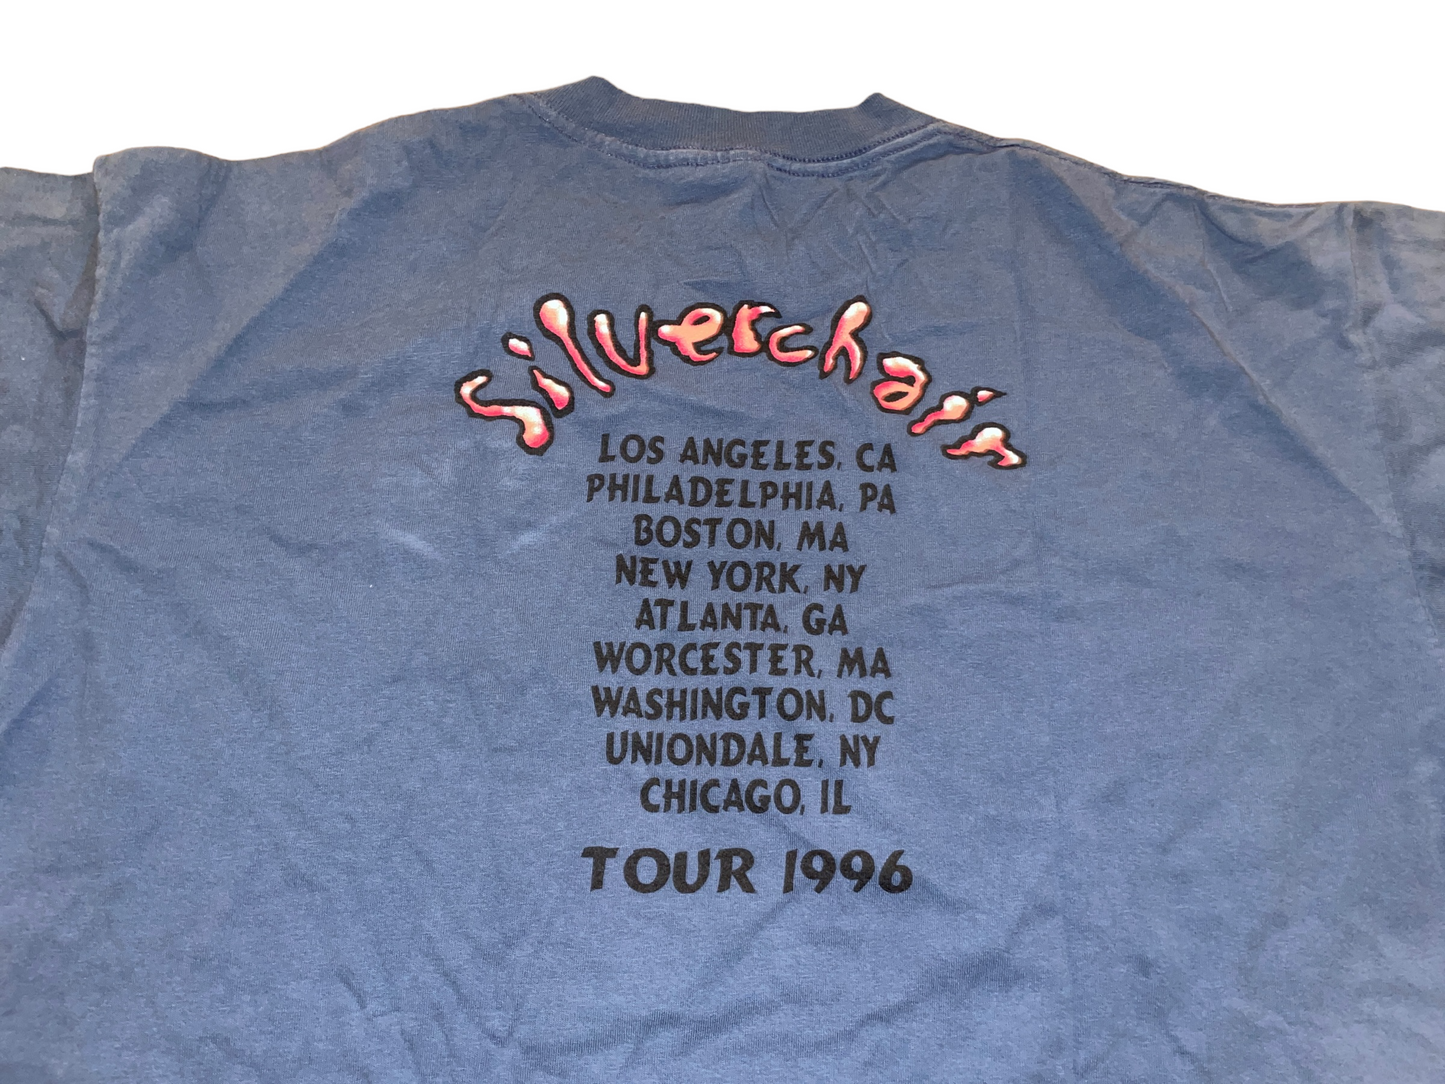 silverchair
LOS ANGELES, CA
PHILADELPHIA, PA
BOSTON, MA
NEW YORK, NY
ATLANTA, GA
WORCESTER, MA
WASHINGTON, DC
UNIONDALE, NY
CHICAGO, IL
TOUR 1996